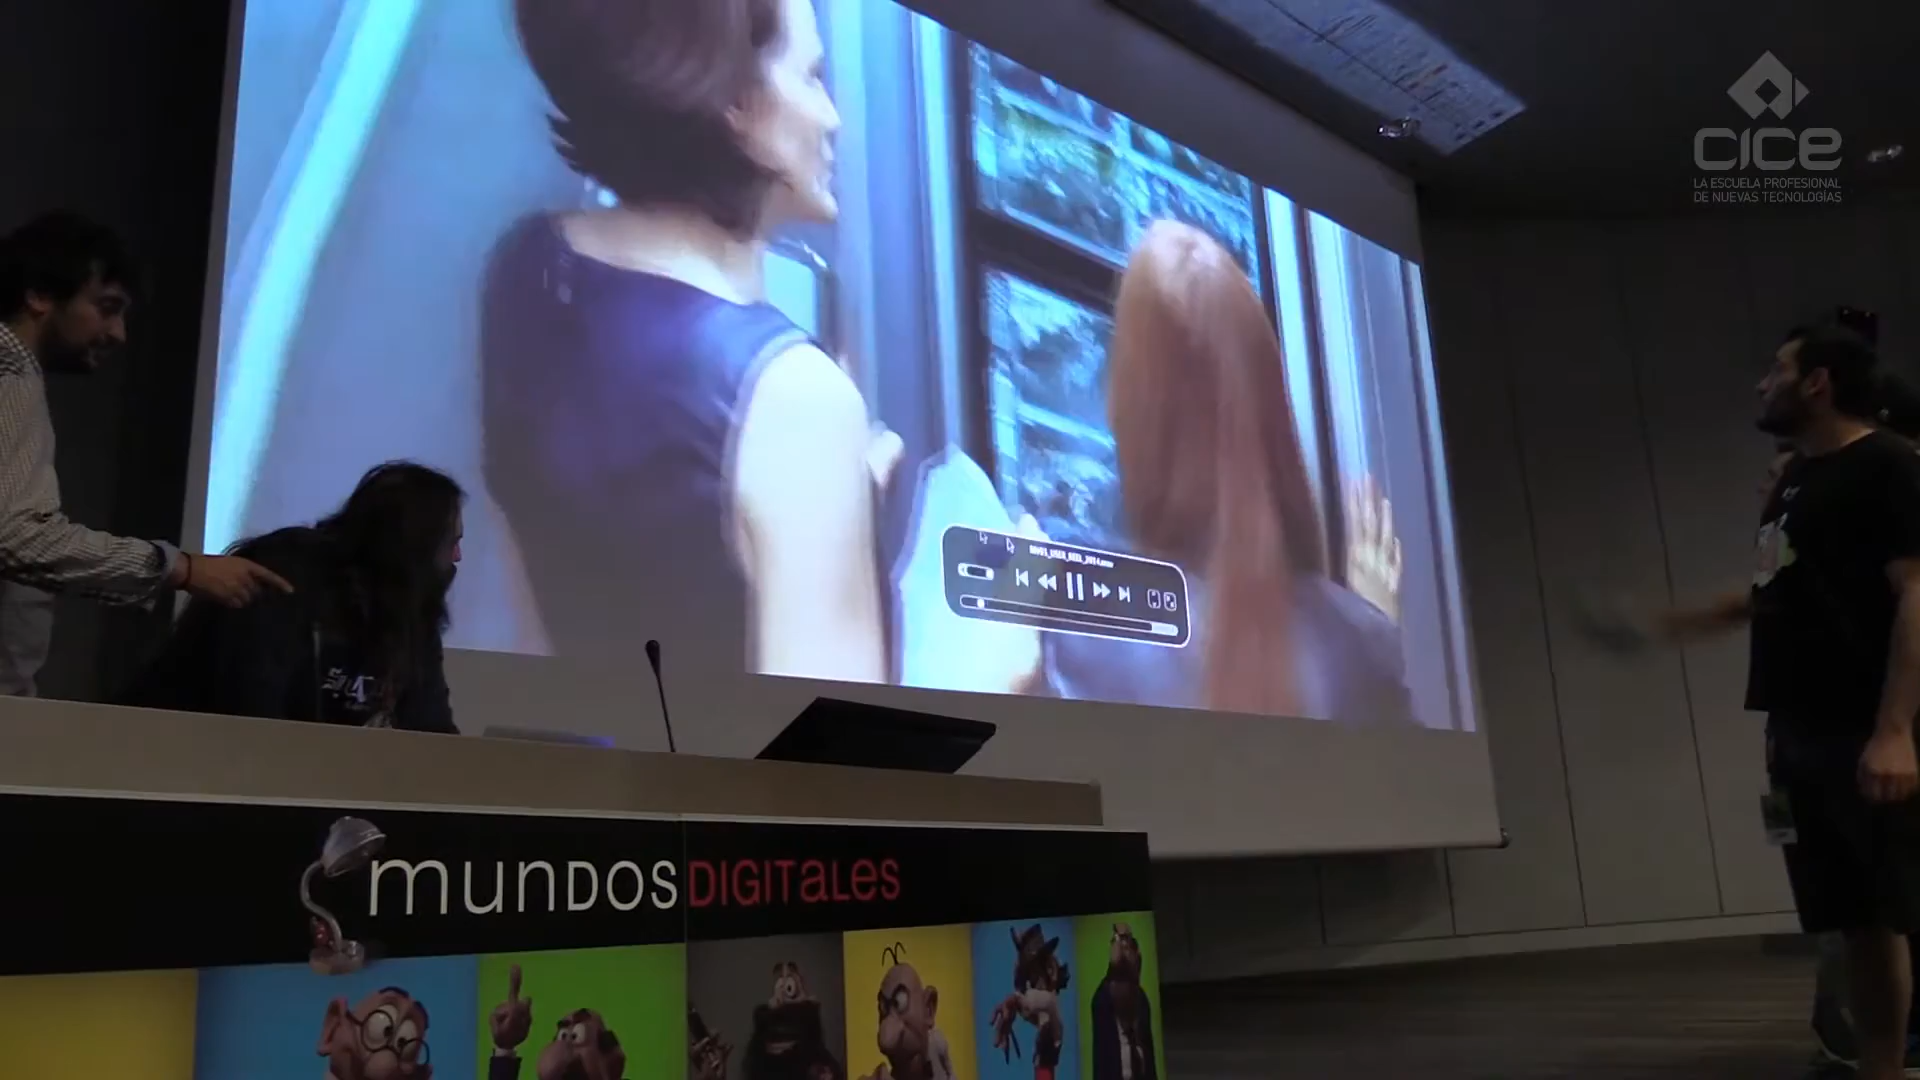 CICE
LA ESCUELA PROFESIONAL
DE NUEVAS TECNOLOGÍAS
MUNDOS DIGITALES